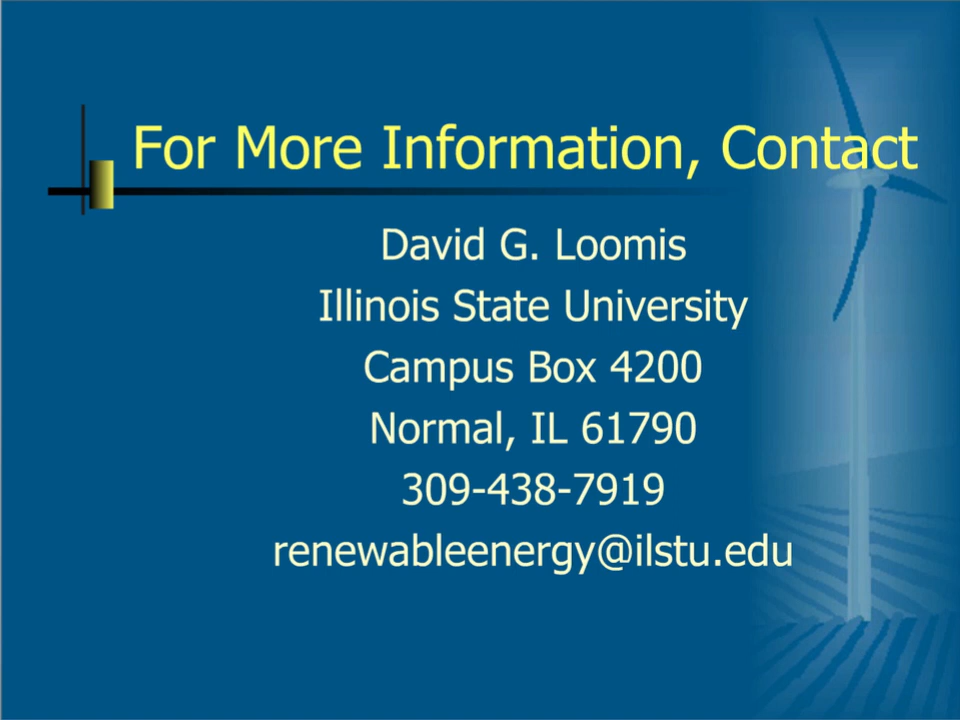 For More Information, Contact
David G. Loomis
Illinois State University
Campus Box 4200
Normal, IL 61790
309-438-7919
renewableenergy@ilstu.edu